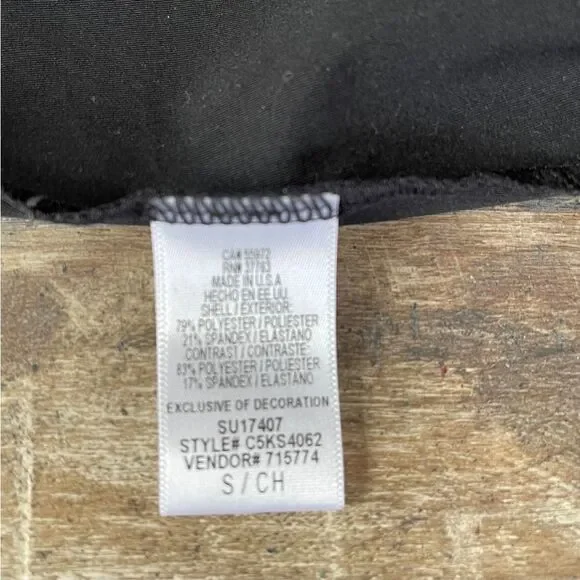 CA# 55972
RN# 37763
MADE IN U.S.A
HECHO EN EE.UU.
SHELL / EXTERIOR:
79% POLYESTER / POLIESTER
21% SPANDEX / ELASTANO
CONTRAST / CONTRASTE:
83% POLYESTER / POLIESTER
17% SPANDEX / ELASTANO
EXCLUSIVE OF DECORATION
SU17407
STYLE# C5KS4062
VENDOR# 715774
S / CH